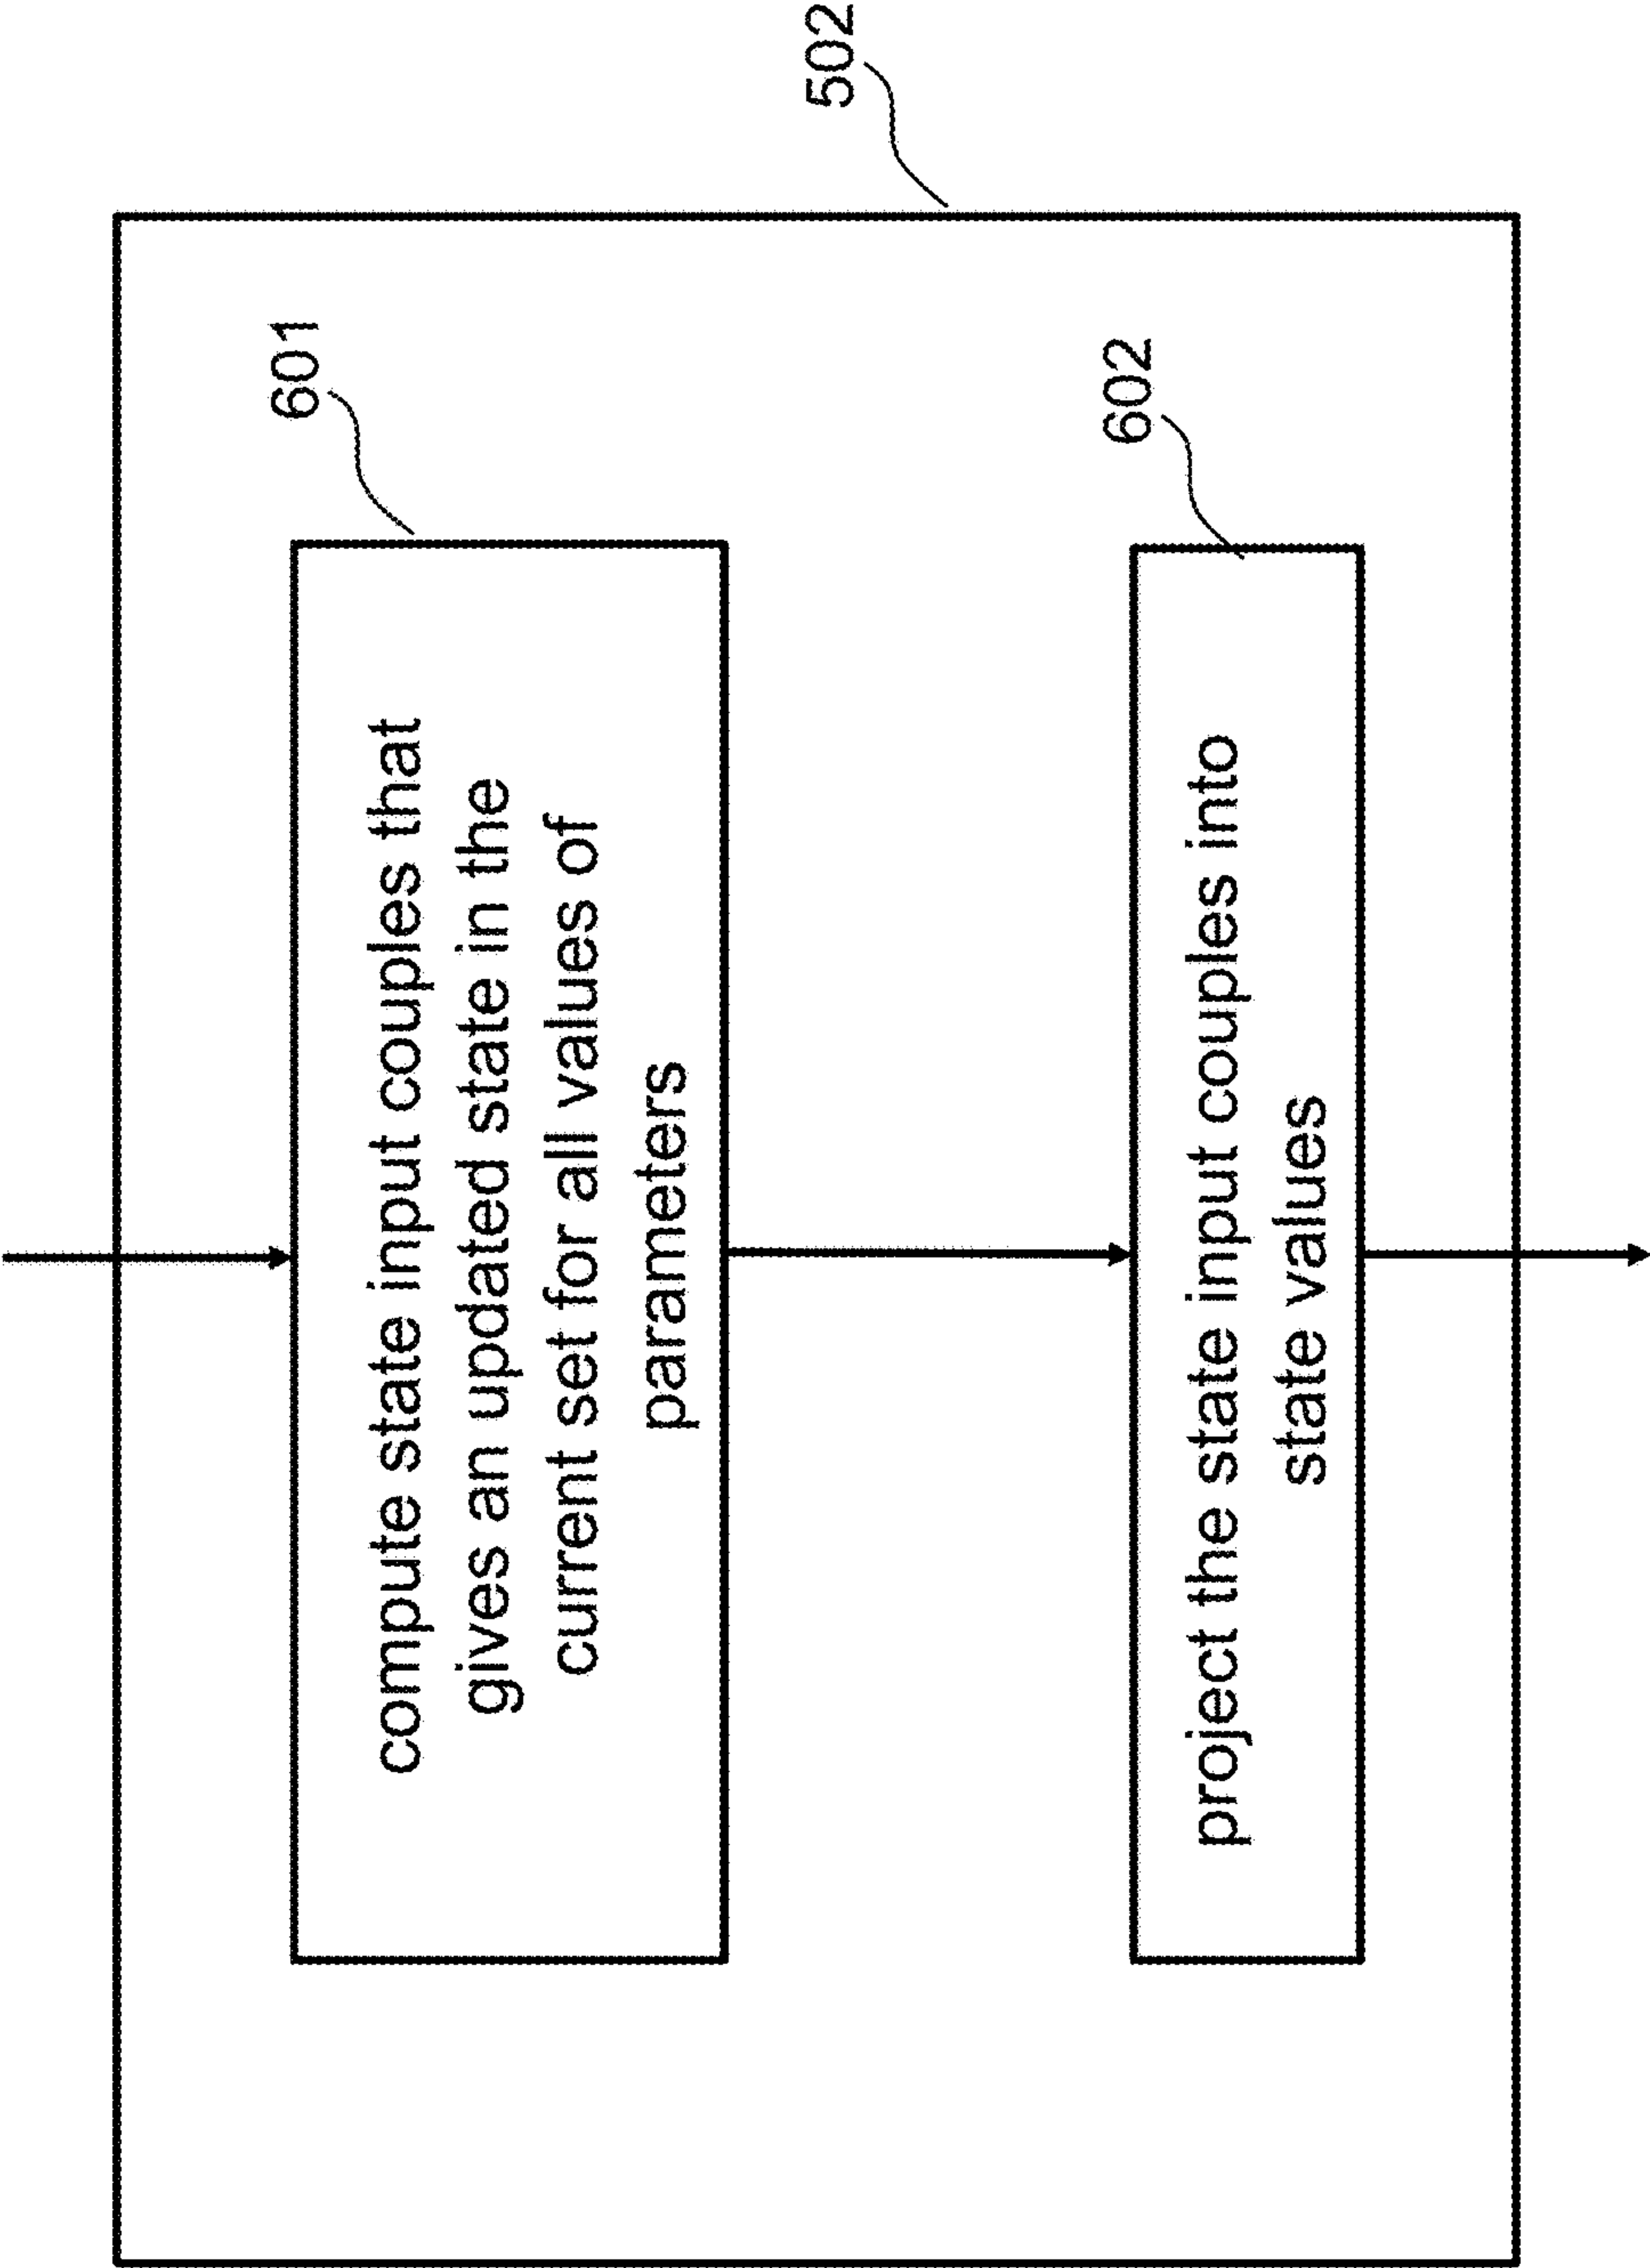 502
601
compute state input couples that
gives an updated state in the
current set for all values of
parameters
602
project the state input couples into
state values